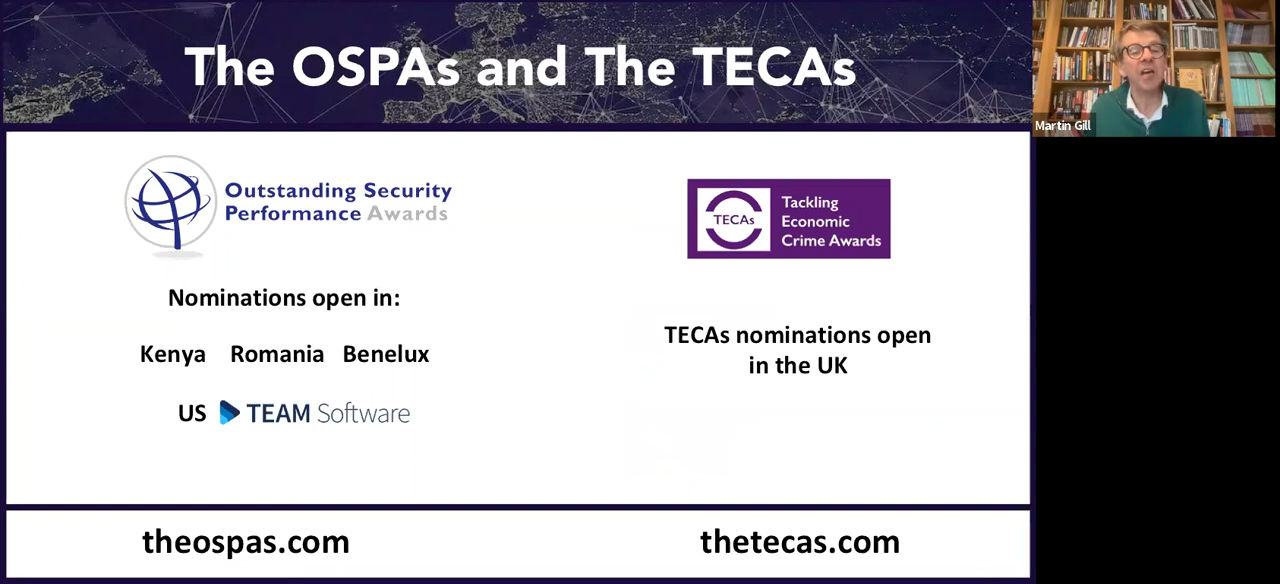 The OSPAs and The TECAs
Martin Gill
Outstanding Security
Performance Awards
Nominations open in:
Kenya Romania Benelux
US TEAM Software
TECAs
Tackling
Economic
Crime Awards
TECAs nominations open
in the UK
theospas.com
thetecas.com